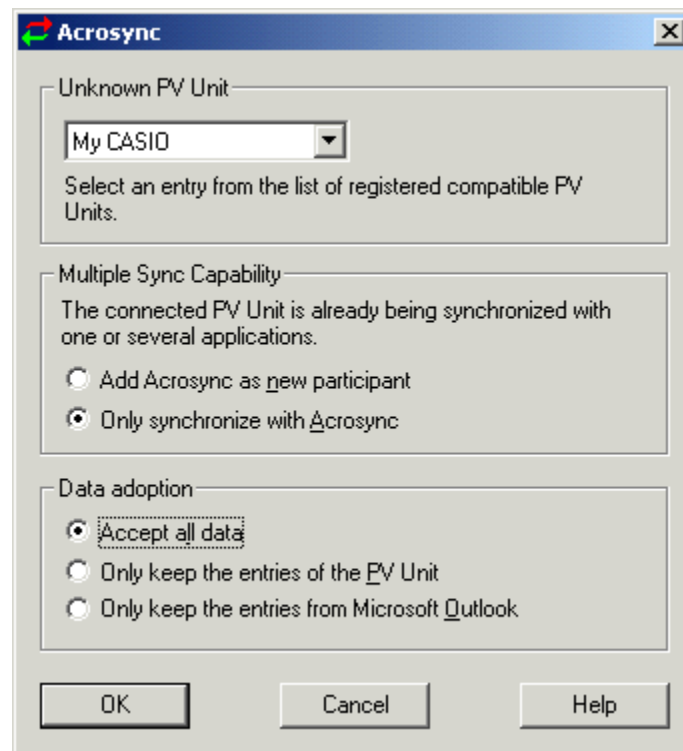 Acrosync
Unknown PV Unit
My CASIO
Select an entry from the list of registered compatible PV
Units.
Multiple Sync Capability
The connected PV Unit is already being synchronized with
one or several applications.
Add Acrosync as new participant
Only synchronize with Acrosync
Data adoption
Accept all data
Only keep the entries of the PV Unit
Only keep the entries from Microsoft Outlook
OK Cancel Help